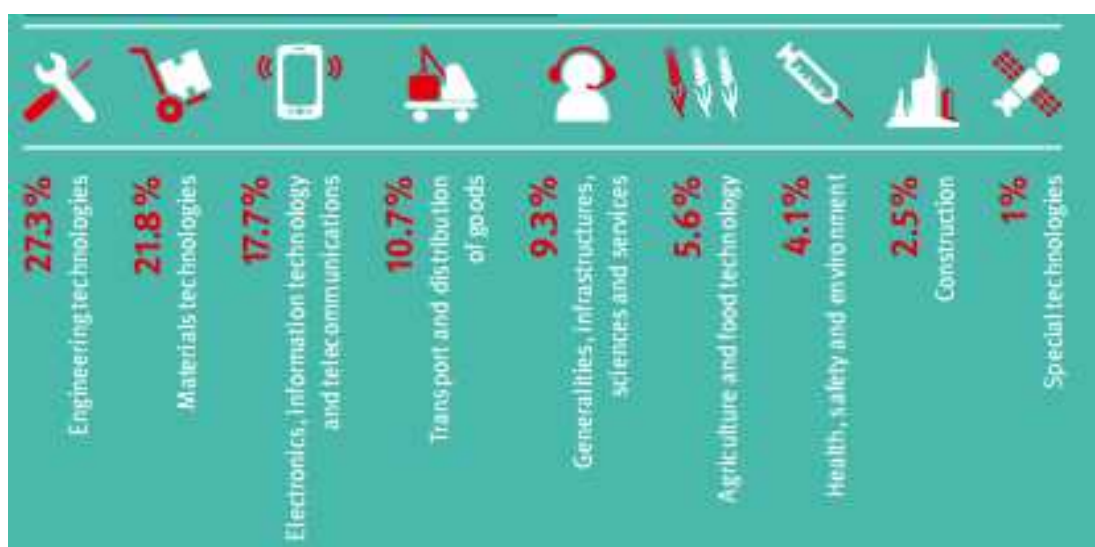 27.3%
Engineering technologies
21.8%
Materials technologies
17.7%
Electronics, information technology
and telecommunications
10.7%
Transport and distribution
of goods
9.3%
Generalities, infrastructures,
sciences and services
5.6%
Agriculture and food technology
4.1%
Health, safety and environment
2.5%
Construction
1%
Special technologies